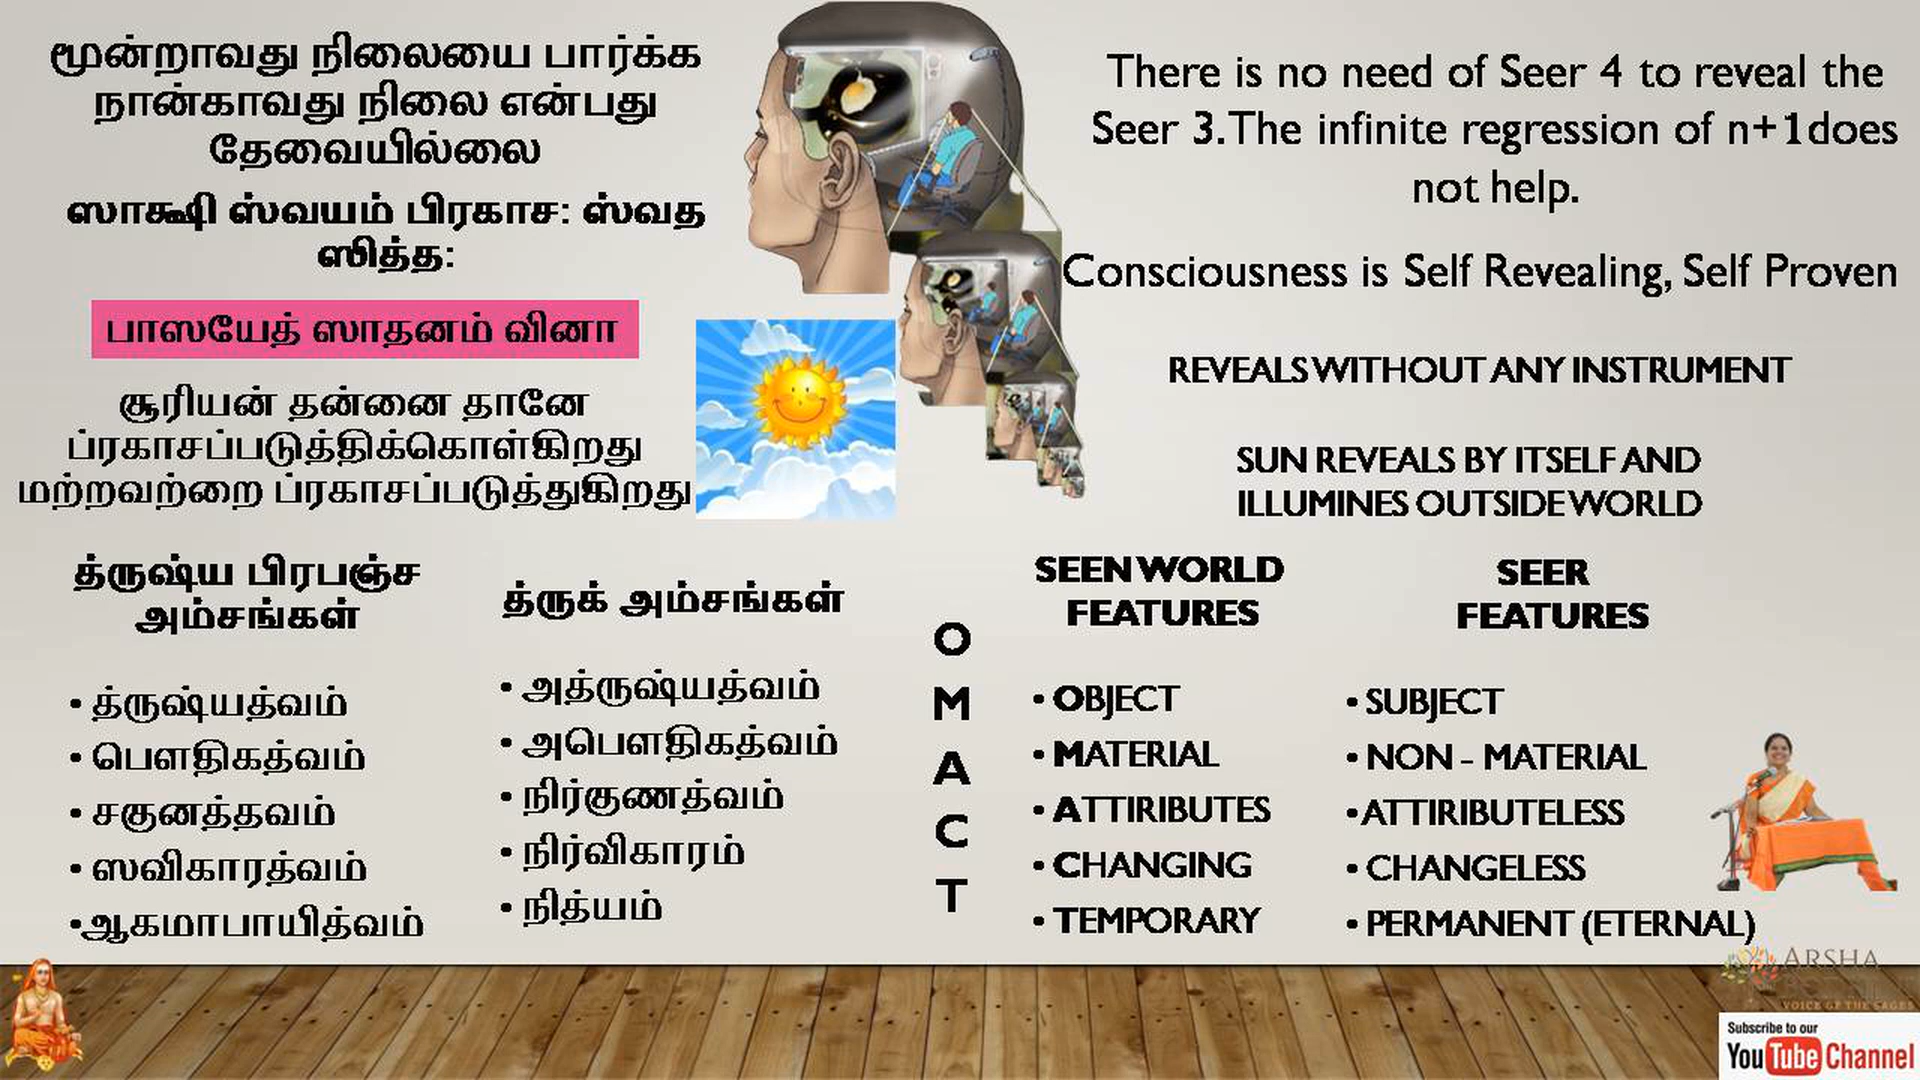 மூன்றாவது நிலையை பார்க்க
நான்காவது நிலை என்பது
தேவையில்லை
ஸாக்ஷி ஸ்வயம் பிரகாச: ஸ்வத
ஸித்த:
பாஸயேத் ஸாதனம் வினா
சூரியன் தன்னை தானே
ப்ரகாசப்படுத்திக்கொள்கிறது
மற்றவற்றை ப்ரகாசப்படுத்துகிறது
There is no need of Seer 4 to reveal the
Seer 3.The infinite regression of n+1does
not help.
Consciousness is Self Revealing, Self Proven
REVEALS WITHOUT ANY INSTRUMENT
SUN REVEALS BY ITSELF AND
ILLUMINES OUTSIDE WORLD
த்ருஷ்ய பிரபஞ்ச
அம்சங்கள்
• த்ருஷ்யத்வம்
• பௌதிகத்வம்
• சகுனத்தவம்
• ஸவிகாரத்வம்
•ஆகமாபாயித்வம்
த்ருக் அம்சங்கள்
• அத்ருஷ்யத்வம்
• அபௌதிகத்வம்
• நிர்குணத்வம்
• நிர்விகாரம்
• நித்யம்
O
M
A
C
T
SEEN WORLD
FEATURES
• OBJECT
• MATERIAL
• ATTIRIBUTES
• CHANGING
• TEMPORARY
SEER
FEATURES
• SUBJECT
• NON - MATERIAL
•ATTIRIBUTELESS
• CHANGELESS
• PERMANENT (ETERNAL)
ARSHA
VOICE OF THE SAGES
Subscribe to our
YouTube Channel